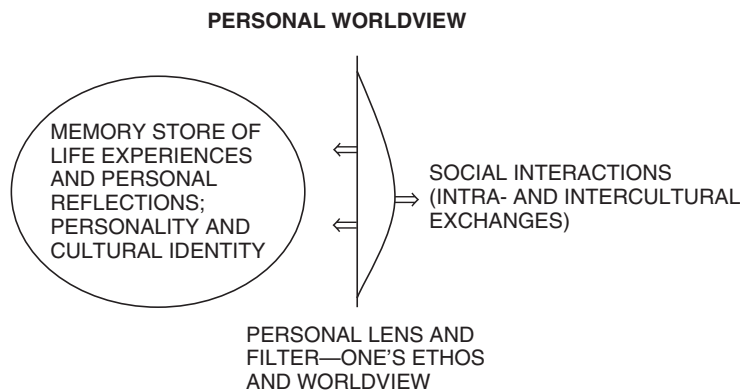 PERSONAL WORLDVIEW
MEMORY STORE OF
LIFE EXPERIENCES
AND PERSONAL
REFLECTIONS;
PERSONALITY AND
CULTURAL IDENTITY
SOCIAL INTERACTIONS
(INTRA- AND INTERCULTURAL
EXCHANGES)
PERSONAL LENS AND
FILTER—ONE'S ETHOS
AND WORLDVIEW